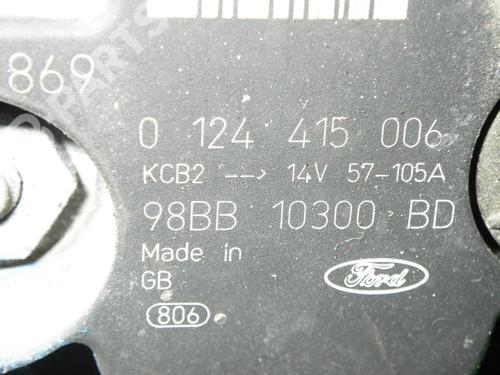 869
0 124 415 006
KCB2 --> 14V 57-105A
98BB 10300 BD
Made in
GB
Ford
806